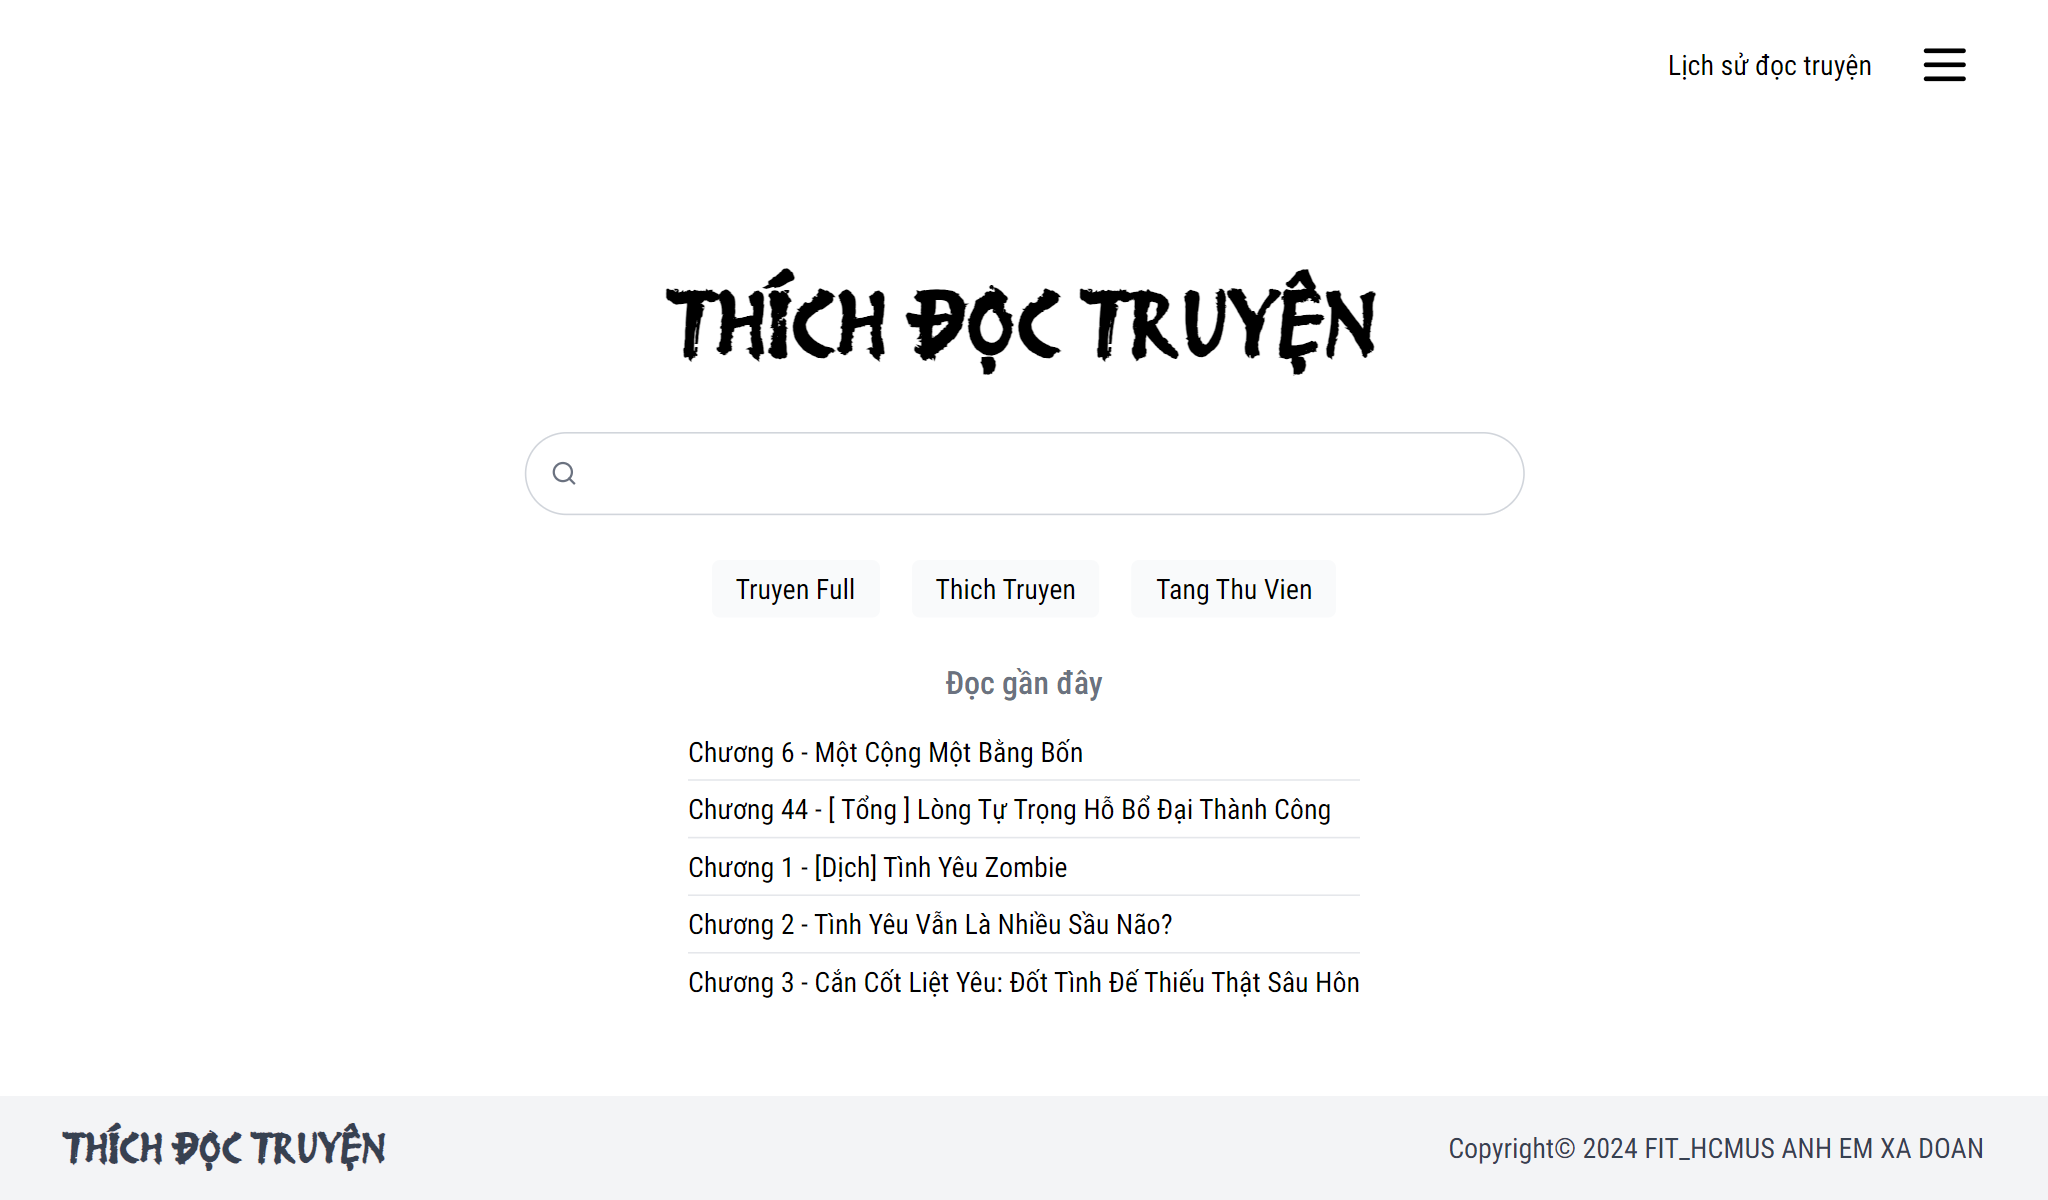 Lịch sử đọc truyện
THÍCH ĐỌC TRUYỆN
Truyen Full
Thich Truyen
Tang Thu Vien
Đọc gần đây
Chương 6 - Một Cộng Một Bằng Bốn
Chương 44 - [ Tổng ] Lòng Tự Trọng Hỗ Bổ Đại Thành Công
Chương 1 - [Dịch] Tình Yêu Zombie
Chương 2 - Tình Yêu Vẫn Là Nhiều Sầu Não?
Chương 3 - Cắn Cốt Liệt Yêu: Đốt Tình Đế Thiếu Thật Sâu Hôn
THÍCH ĐỌC TRUYỆN
Copyright© 2024 FIT_HCMUS ANH EM XA DOAN